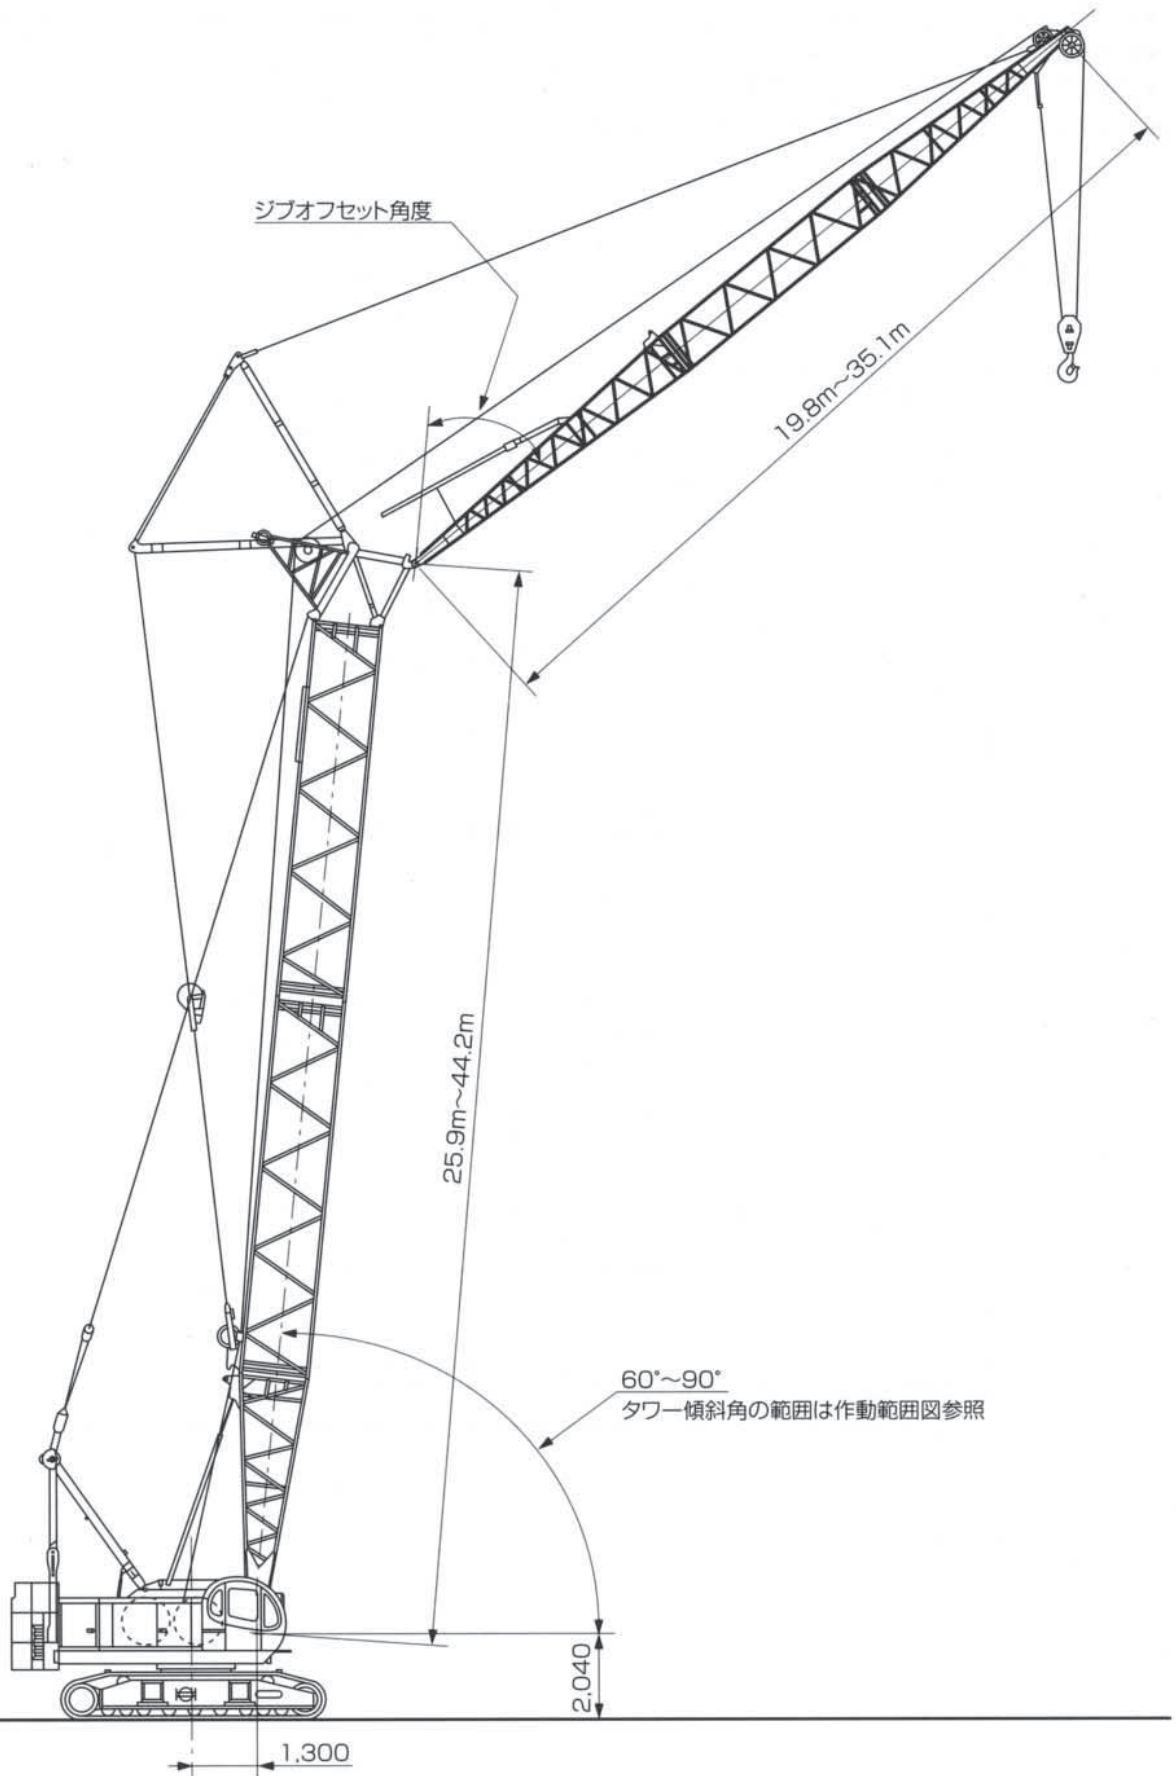 ジブオフセット角度
19.8m～35.1m
25.9m～44.2m
60°～90°
タワー傾斜角の範囲は作動範囲図参照
2,040
1,300